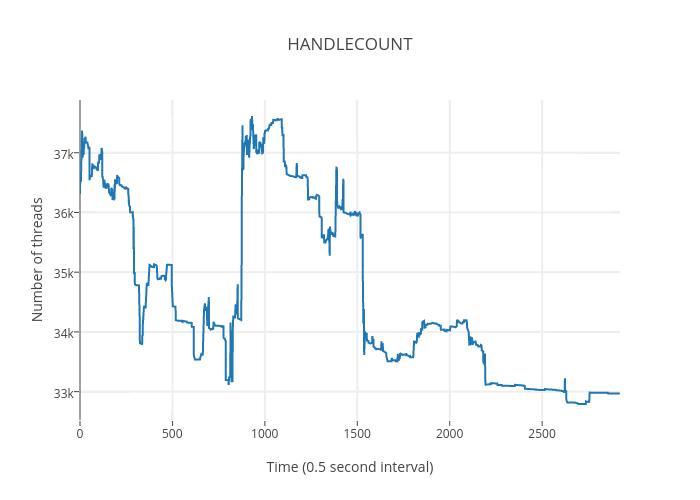 HANDLECOUNT
Number of threads
37k
36k
35k
34k
33k
0 500 1000 1500 2000 2500
Time (0.5 second interval)